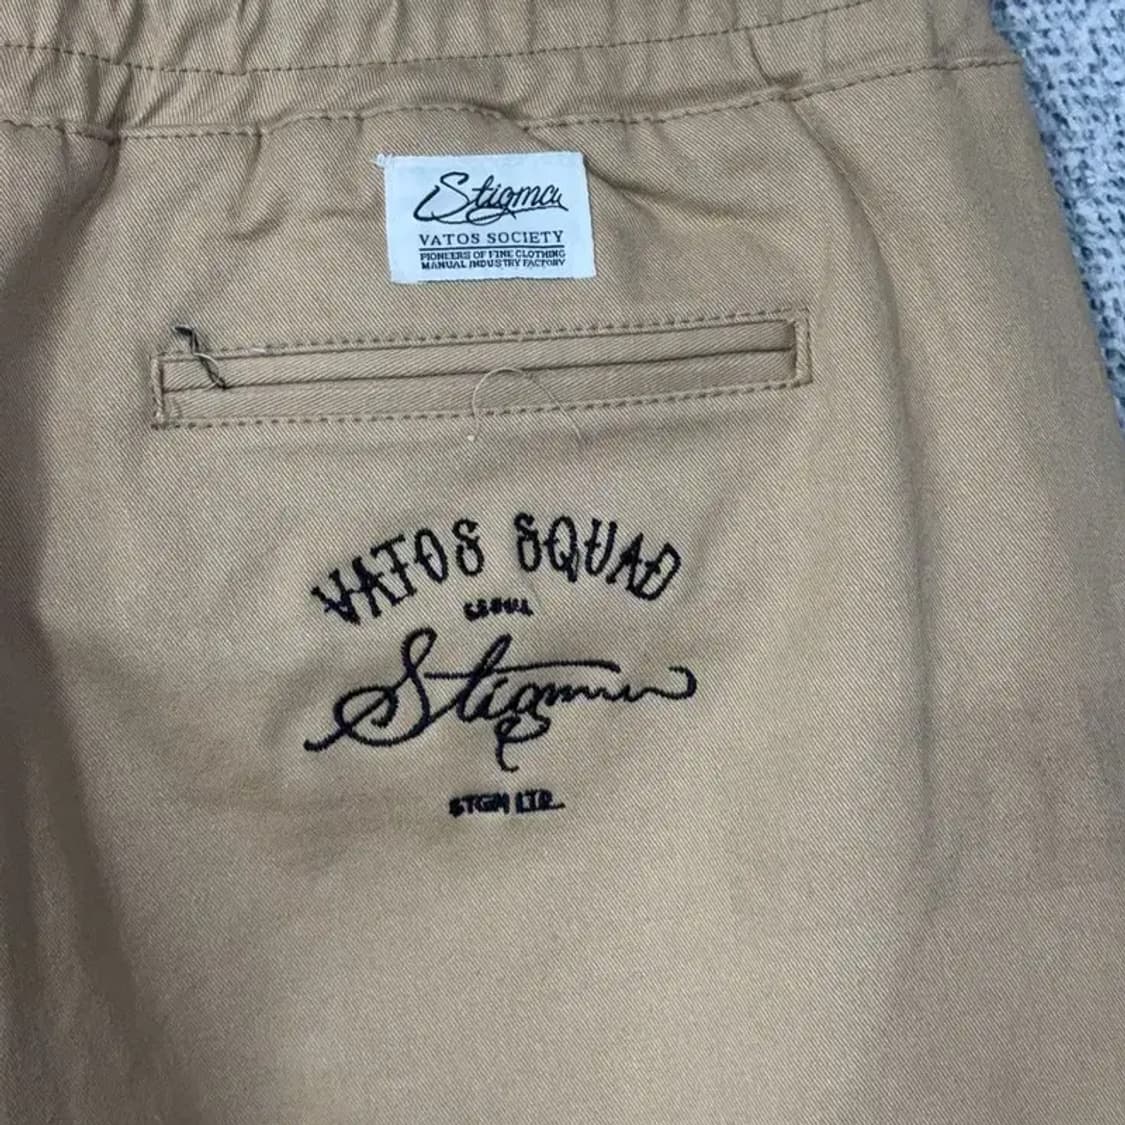 Stigma
VATOS SOCIETY
PIONEERS OF FINE CLOTHING
MANUAL INDUSTRY FACTORY
VATOS SQUAD
Stigma
STGM LTD.